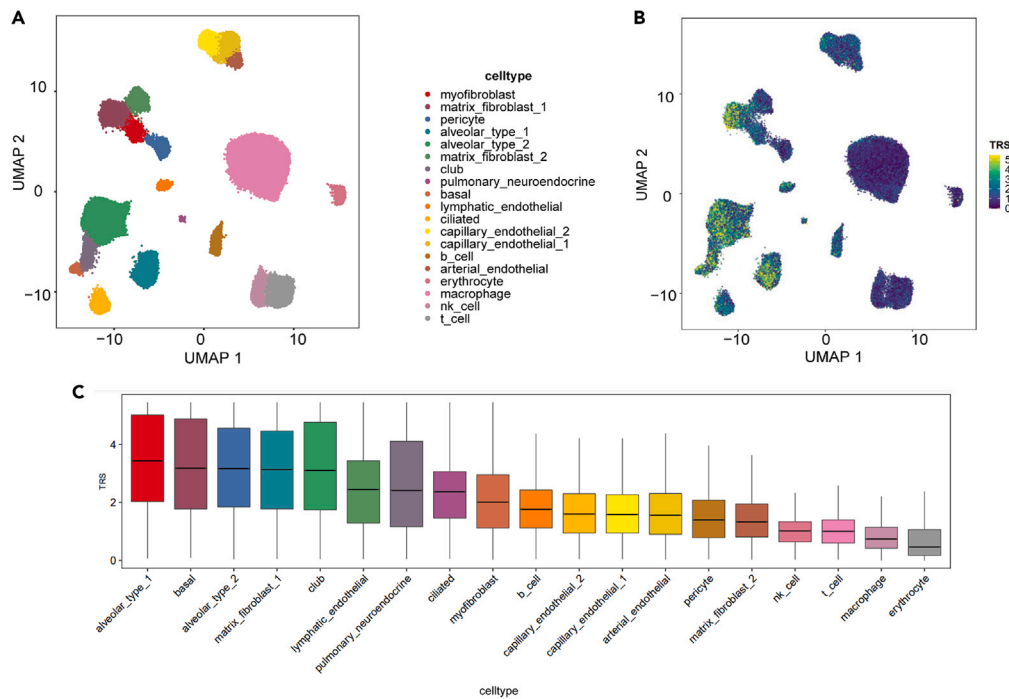 A
10
0
−10
UMAP 2
−10
0
10
UMAP 1
celltype
myofibroblast
matrix_fibroblast_1
pericyte
alveolar_type_1
alveolar_type_2
matrix_fibroblast_2
club
pulmonary_neuroendocrine
basal
lymphatic_endothelial
ciliated
capillary_endothelial_2
capillary_endothelial_1
b_cell
arterial_endothelial
erythrocyte
macrophage
nk_cell
t_cell
B
10
0
−10
UMAP 2
−10
0
10
UMAP 1
TRS
C
4
2
0
TRS
alveolar_type_1
basal
alveolar_type_2
matrix_fibroblast_1
club
lymphatic_endothelial
pulmonary_neuroendocrine
ciliated
myofibroblast
b_cell
capillary_endothelial_2
capillary_endothelial_1
arterial_endothelial
pericyte
matrix_fibroblast_2
nk_cell
t_cell
macrophage
erythrocyte
celltype